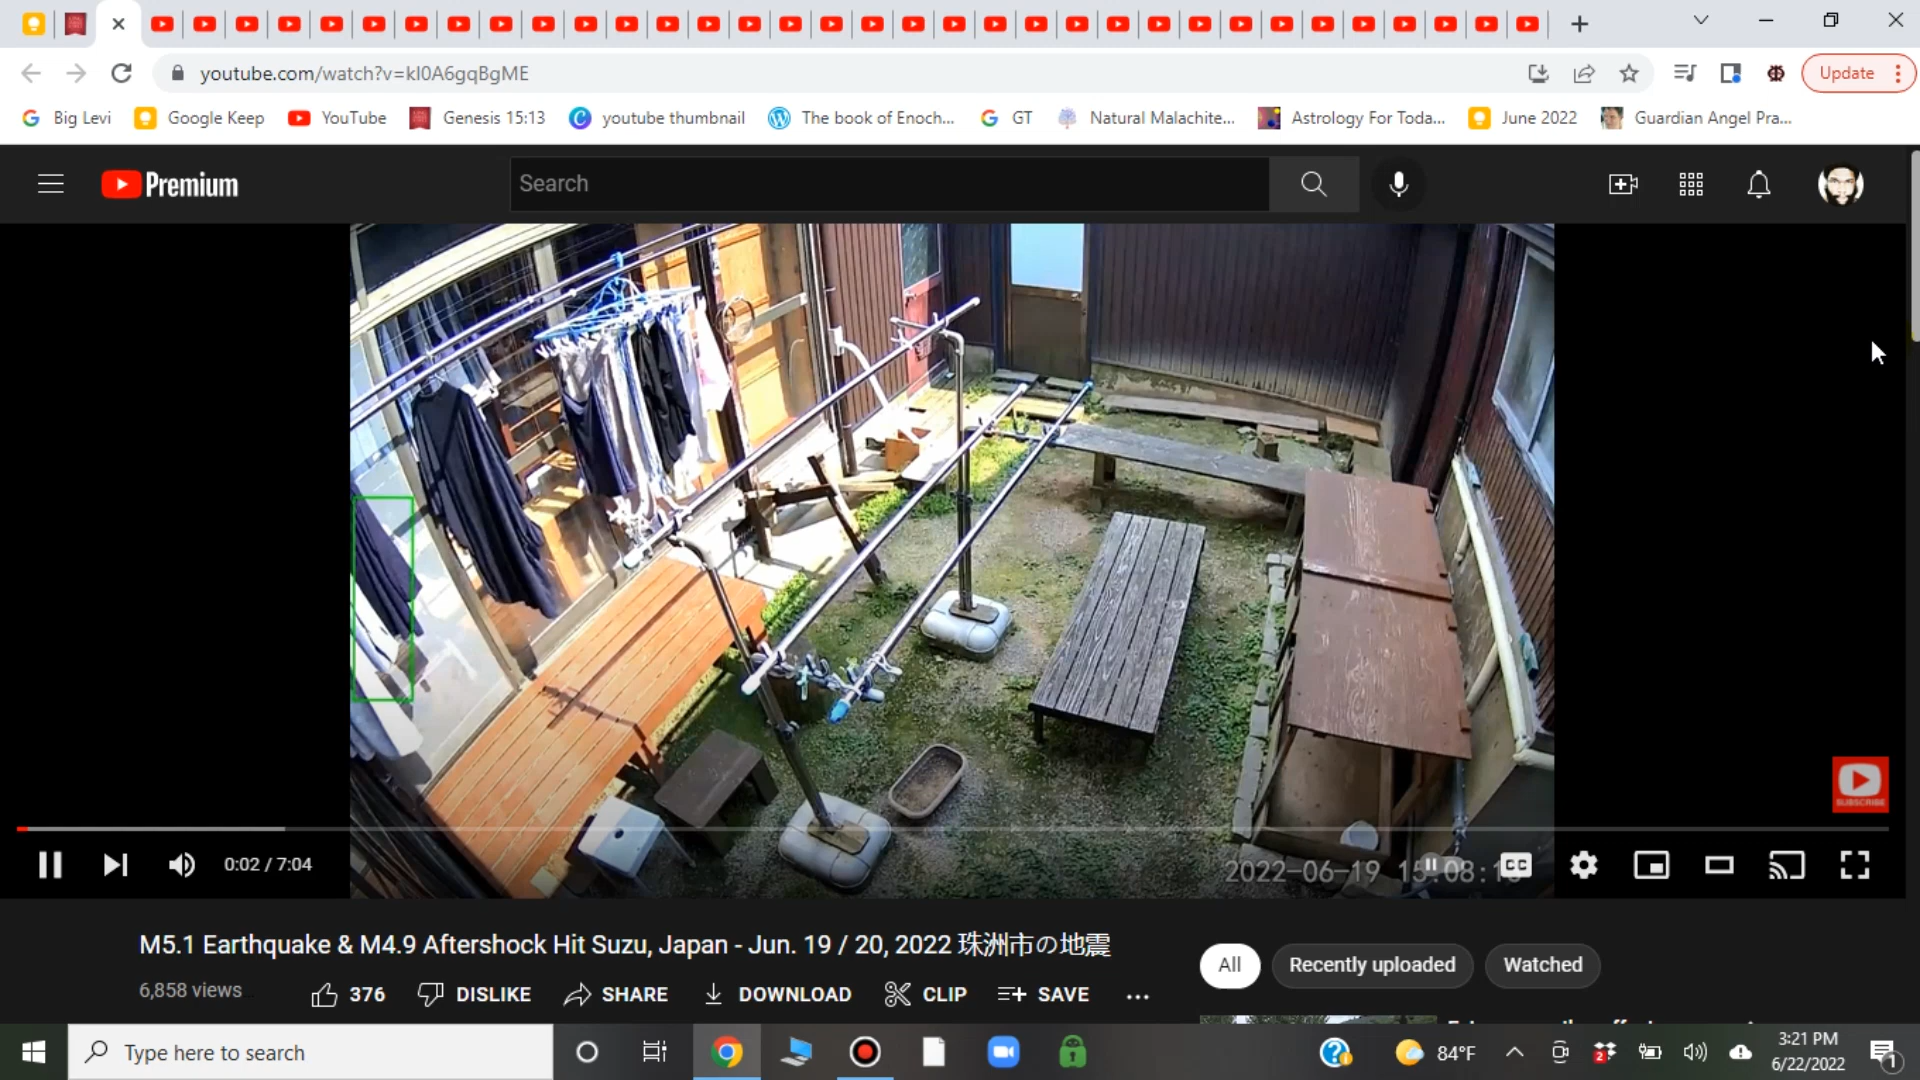 youtube.com/watch?v=kI0A6gqBgME
Update
Big Levi
Google Keep
YouTube
Genesis 15:13
youtube thumbnail
The book of Enoch...
GT
Natural Malachite...
Astrology For Toda...
June 2022
Guardian Angel Pra...
Premium
Search
SUBSCRIBE
0:02 / 7:04
2022-06-19
CC
M5.1 Earthquake & M4.9 Aftershock Hit Suzu, Japan - Jun. 19 / 20, 2022 珠洲市の地震
6,858 views
376
DISLIKE
SHARE
DOWNLOAD
CLIP
SAVE
All
Recently uploaded
Watched
Type here to search
84°F
3:21 PM
6/22/2022